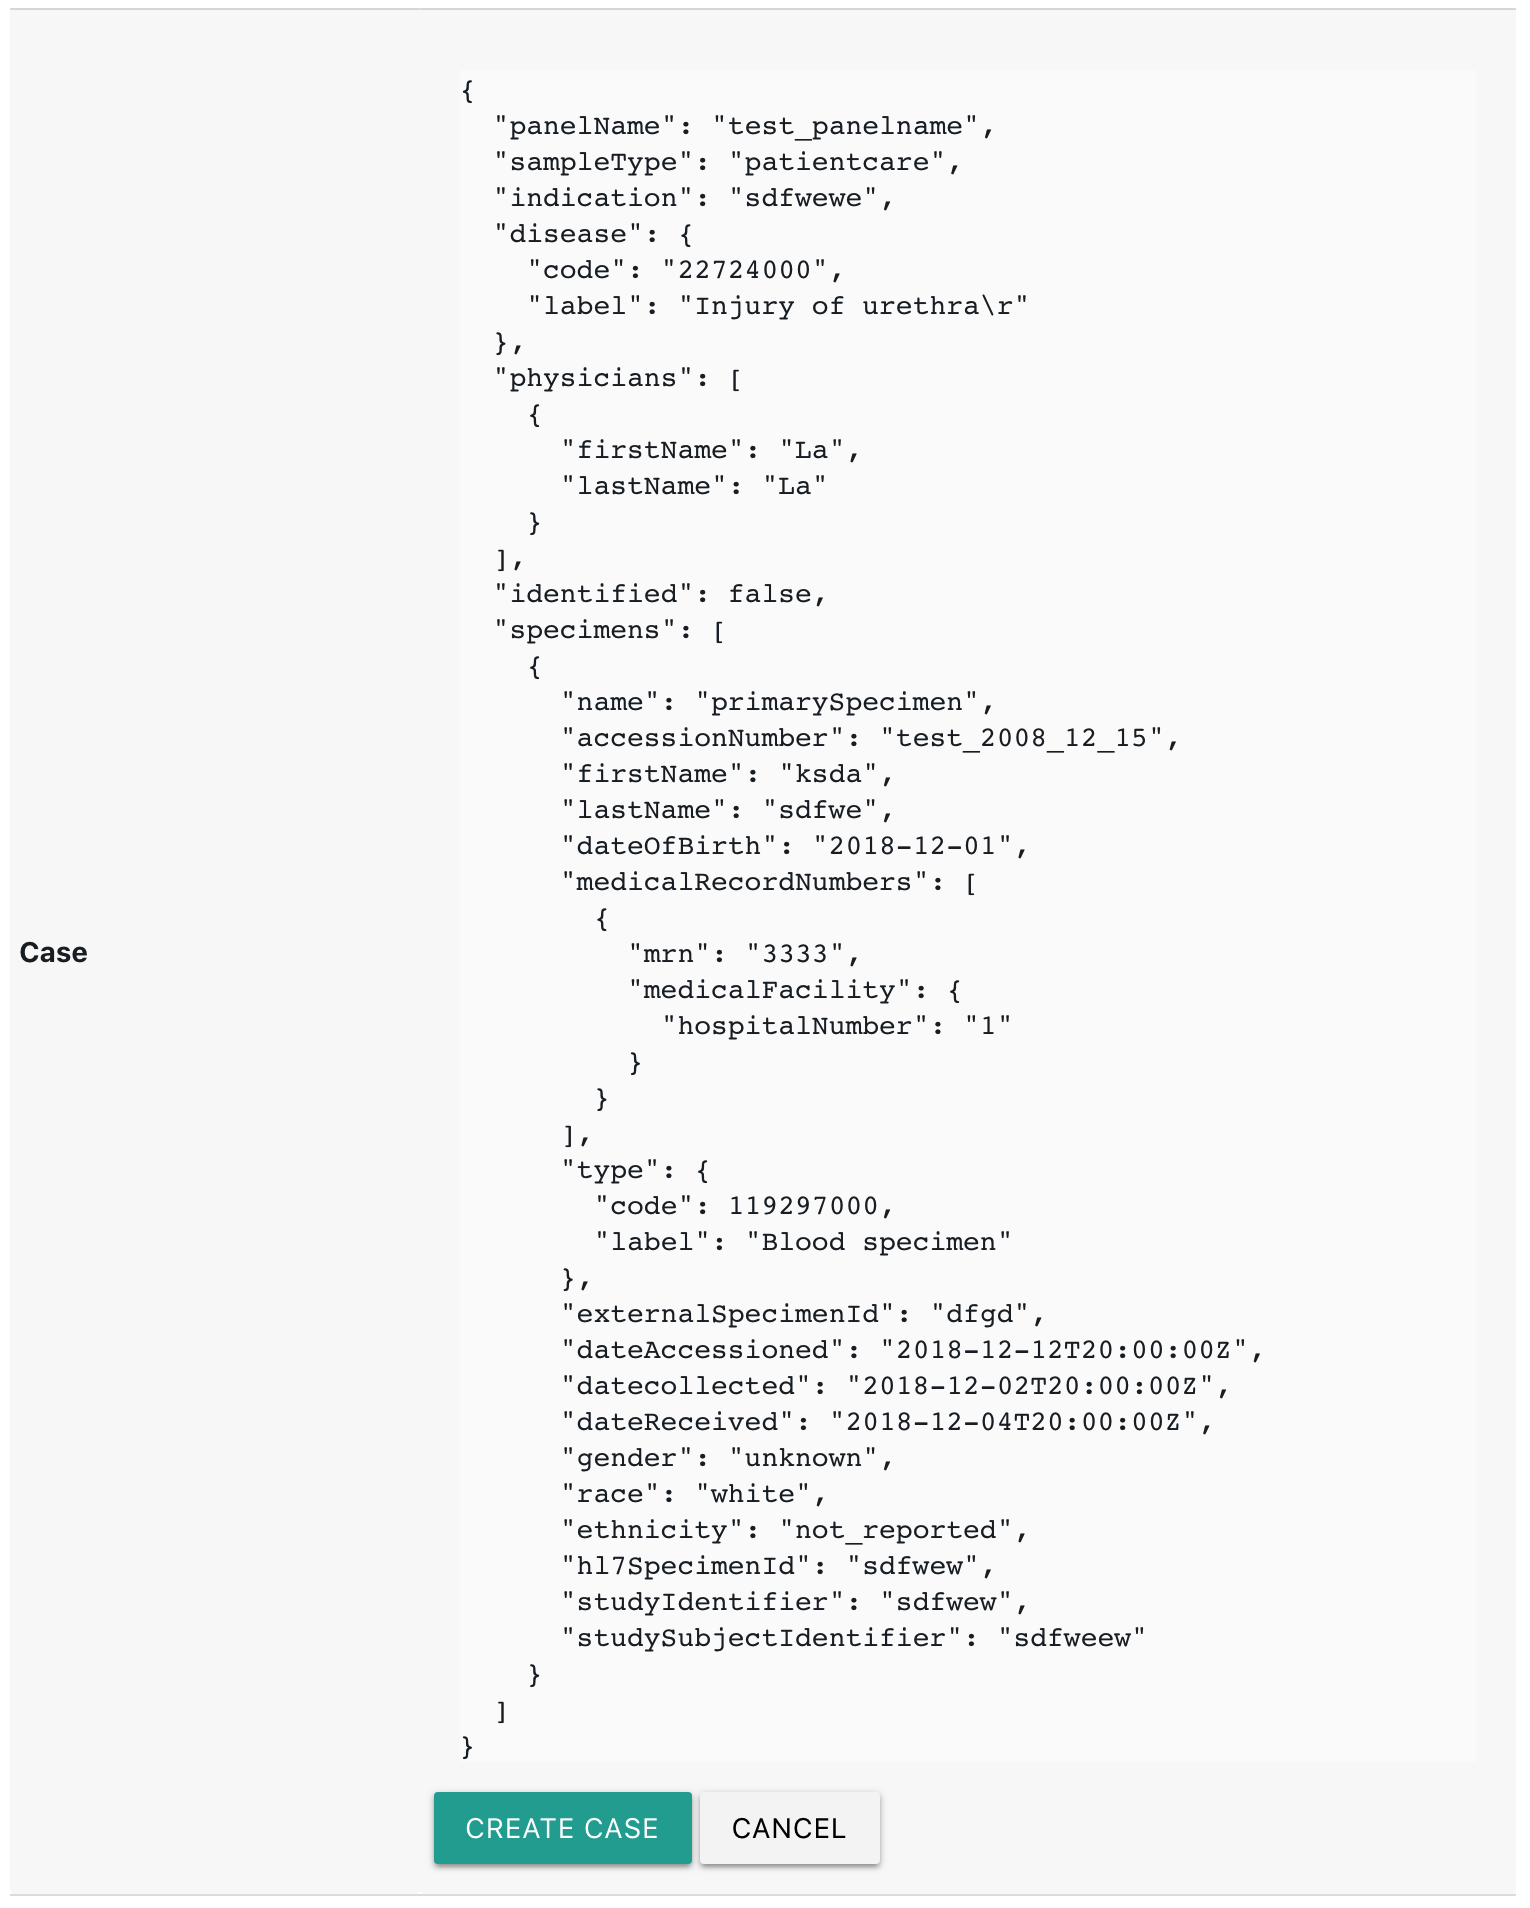 {
  "panelName": "test_panelname",
  "sampleType": "patientcare",
  "indication": "sdfwewe",
  "disease": {
    "code": "22724000",
    "label": "Injury of urethra\r"
  },
  "physicians": [
    {
      "firstName": "La",
      "lastName": "La"
    }
  ],
  "identified": false,
  "specimens": [
    {
      "name": "primarySpecimen",
      "accessionNumber": "test_2008_12_15",
      "firstName": "ksda",
      "lastName": "sdfwe",
      "dateOfBirth": "2018-12-01",
      "medicalRecordNumbers": [
        {
Case
          "mrn": "3333",
          "medicalFacility": {
            "hospitalNumber": "1"
          }
        }
      ],
      "type": {
        "code": 119297000,
        "label": "Blood specimen"
      },
      "externalSpecimenId": "dfgd",
      "dateAccessioned": "2018-12-12T20:00:00Z",
      "datecollected": "2018-12-02T20:00:00Z",
      "dateReceived": "2018-12-04T20:00:00Z",
      "gender": "unknown",
      "race": "white",
      "ethnicity": "not_reported",
      "hl7SpecimenId": "sdfwew",
      "studyIdentifier": "sdfwew",
      "studySubjectIdentifier": "sdfweew"
    }
  ]
}
CREATE CASE CANCEL